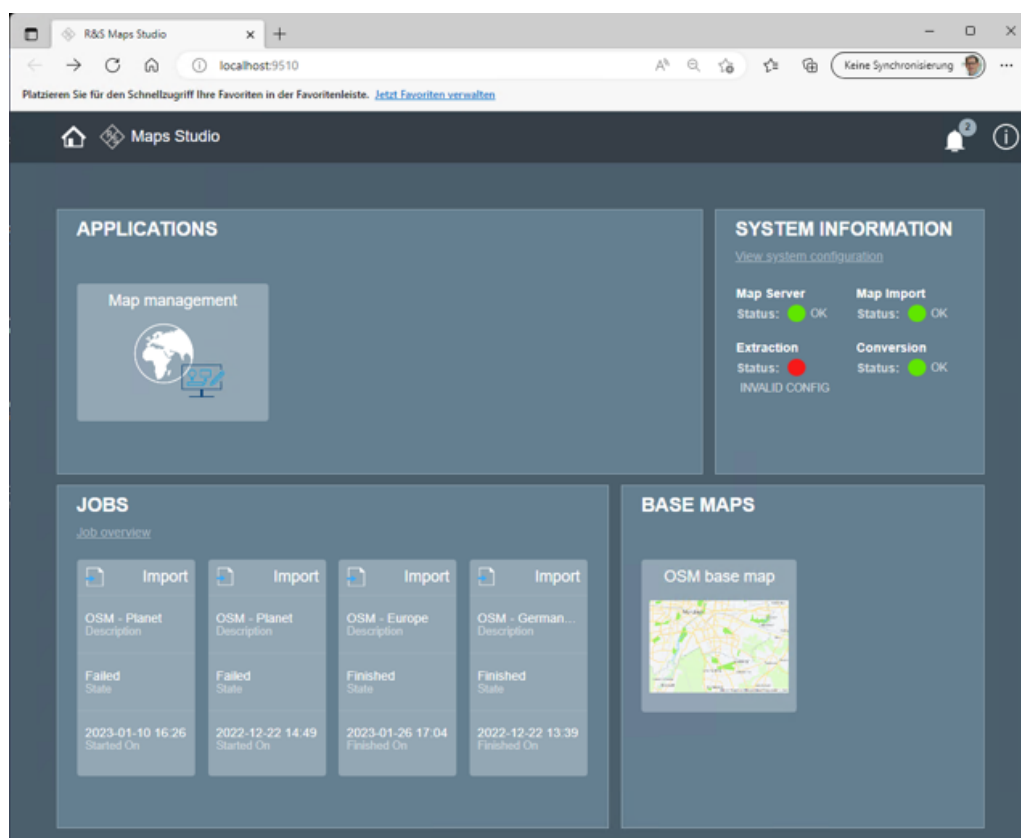 R&S Maps Studio
localhost:9510
Keine Synchronisierung
Platzieren Sie für den Schnellzugriff Ihre Favoriten in der Favoritenleiste. Jetzt Favoriten verwalten
Maps Studio
2
APPLICATIONS
Map management
SYSTEM INFORMATION
View system configuration
Map Server
Status: OK
Map Import
Status: OK
Extraction
Status:
INVALID CONFIG
Conversion
Status: OK
JOBS
Job overview
Import
OSM - Planet
Description
Failed
State
2023-01-10 16:26
Started On
Import
OSM - Planet
Description
Failed
State
2022-12-22 14:49
Started On
Import
OSM - Europe
Description
Finished
State
2023-01-26 17:04
Finished On
Import
OSM - German...
Description
Finished
State
2022-12-22 13:39
Finished On
BASE MAPS
OSM base map